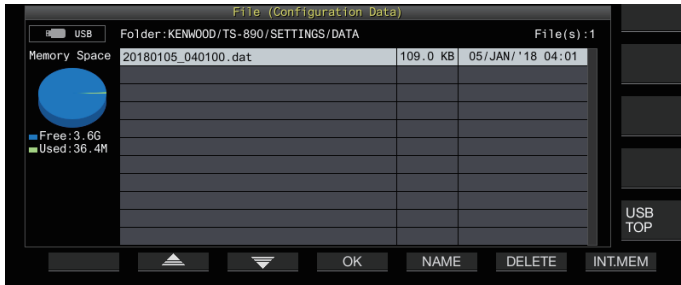 File (Configuration Data)
USB Folder:KENWOOD/TS-890/SETTINGS/DATA File(s):1
Memory Space 20180105_040100.dat 109.0 KB 05/JAN/'18 04:01
Free:3.6G
Used:36.4M
USB
TOP
OK NAME DELETE INT.MEM